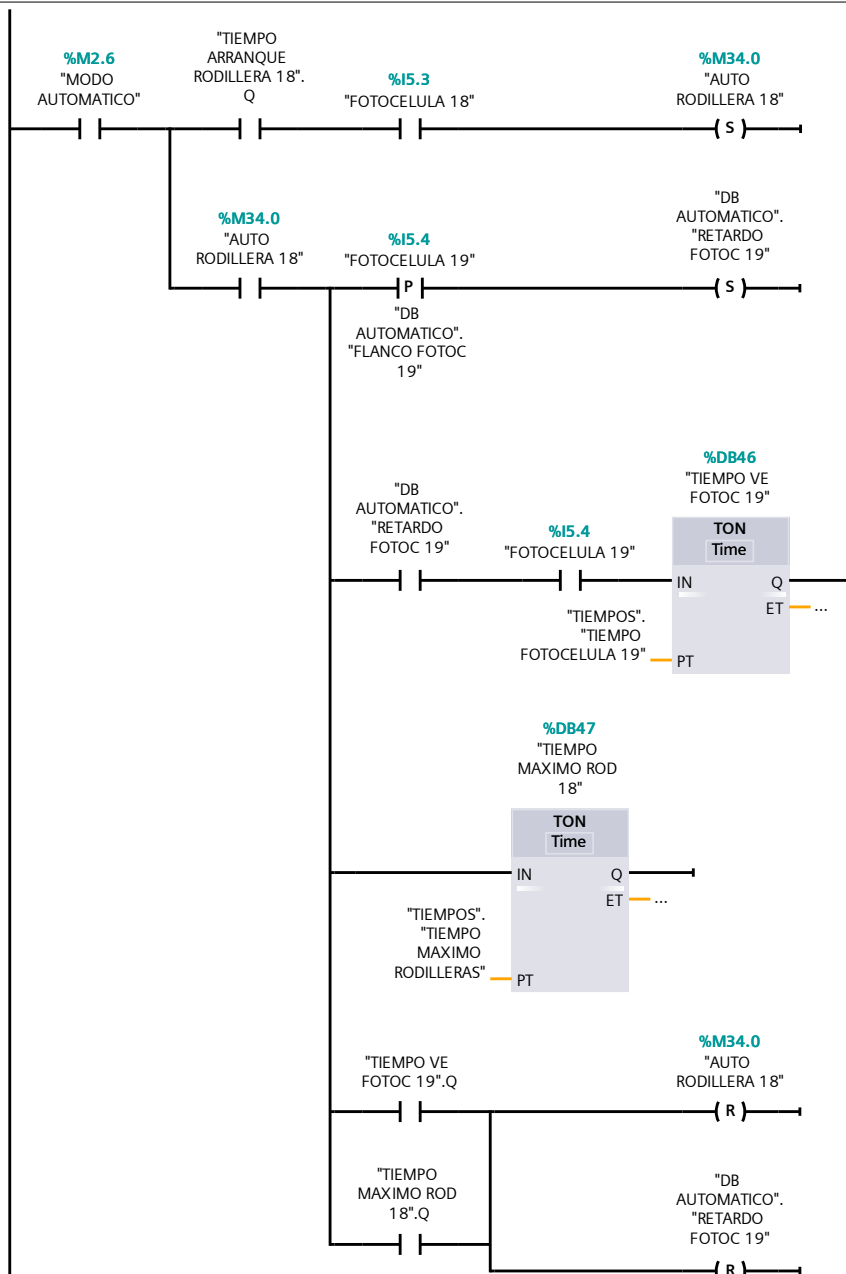 %M2.6
"MODO
AUTOMATICO"
"TIEMPO
ARRANQUE
RODILLERA 18".
Q
%I5.3
"FOTOCELULA 18"
%M34.0
"AUTO
RODILLERA 18"
S
%M34.0
"AUTO
RODILLERA 18"
%I5.4
"FOTOCELULA 19"
P
"DB
AUTOMATICO".
"FLANCO FOTOC
19"
"DB
AUTOMATICO".
"RETARDO
FOTOC 19"
S
"DB
AUTOMATICO".
"RETARDO
FOTOC 19"
%I5.4
"FOTOCELULA 19"
%DB46
"TIEMPO VE
FOTOC 19"
TON
Time
IN Q
ET ...
"TIEMPOS".
"TIEMPO
FOTOCELULA 19"
PT
%DB47
"TIEMPO
MAXIMO ROD
18"
TON
Time
IN Q
ET ...
"TIEMPOS".
"TIEMPO
MAXIMO
RODILLERAS"
PT
"TIEMPO VE
FOTOC 19".Q
%M34.0
"AUTO
RODILLERA 18"
R
"TIEMPO
MAXIMO ROD
18".Q
"DB
AUTOMATICO".
"RETARDO
FOTOC 19"
R